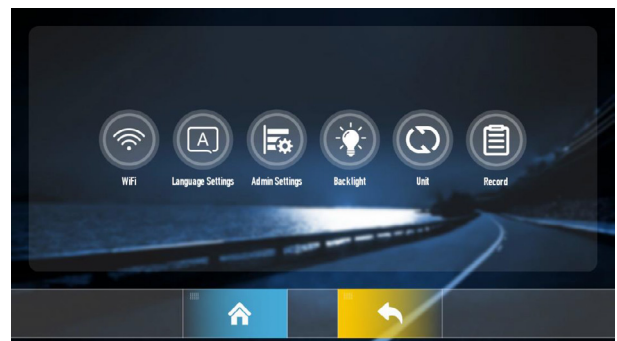 A
WiFi
Language Settings
Admin Settings
Backlight
Unit
Record